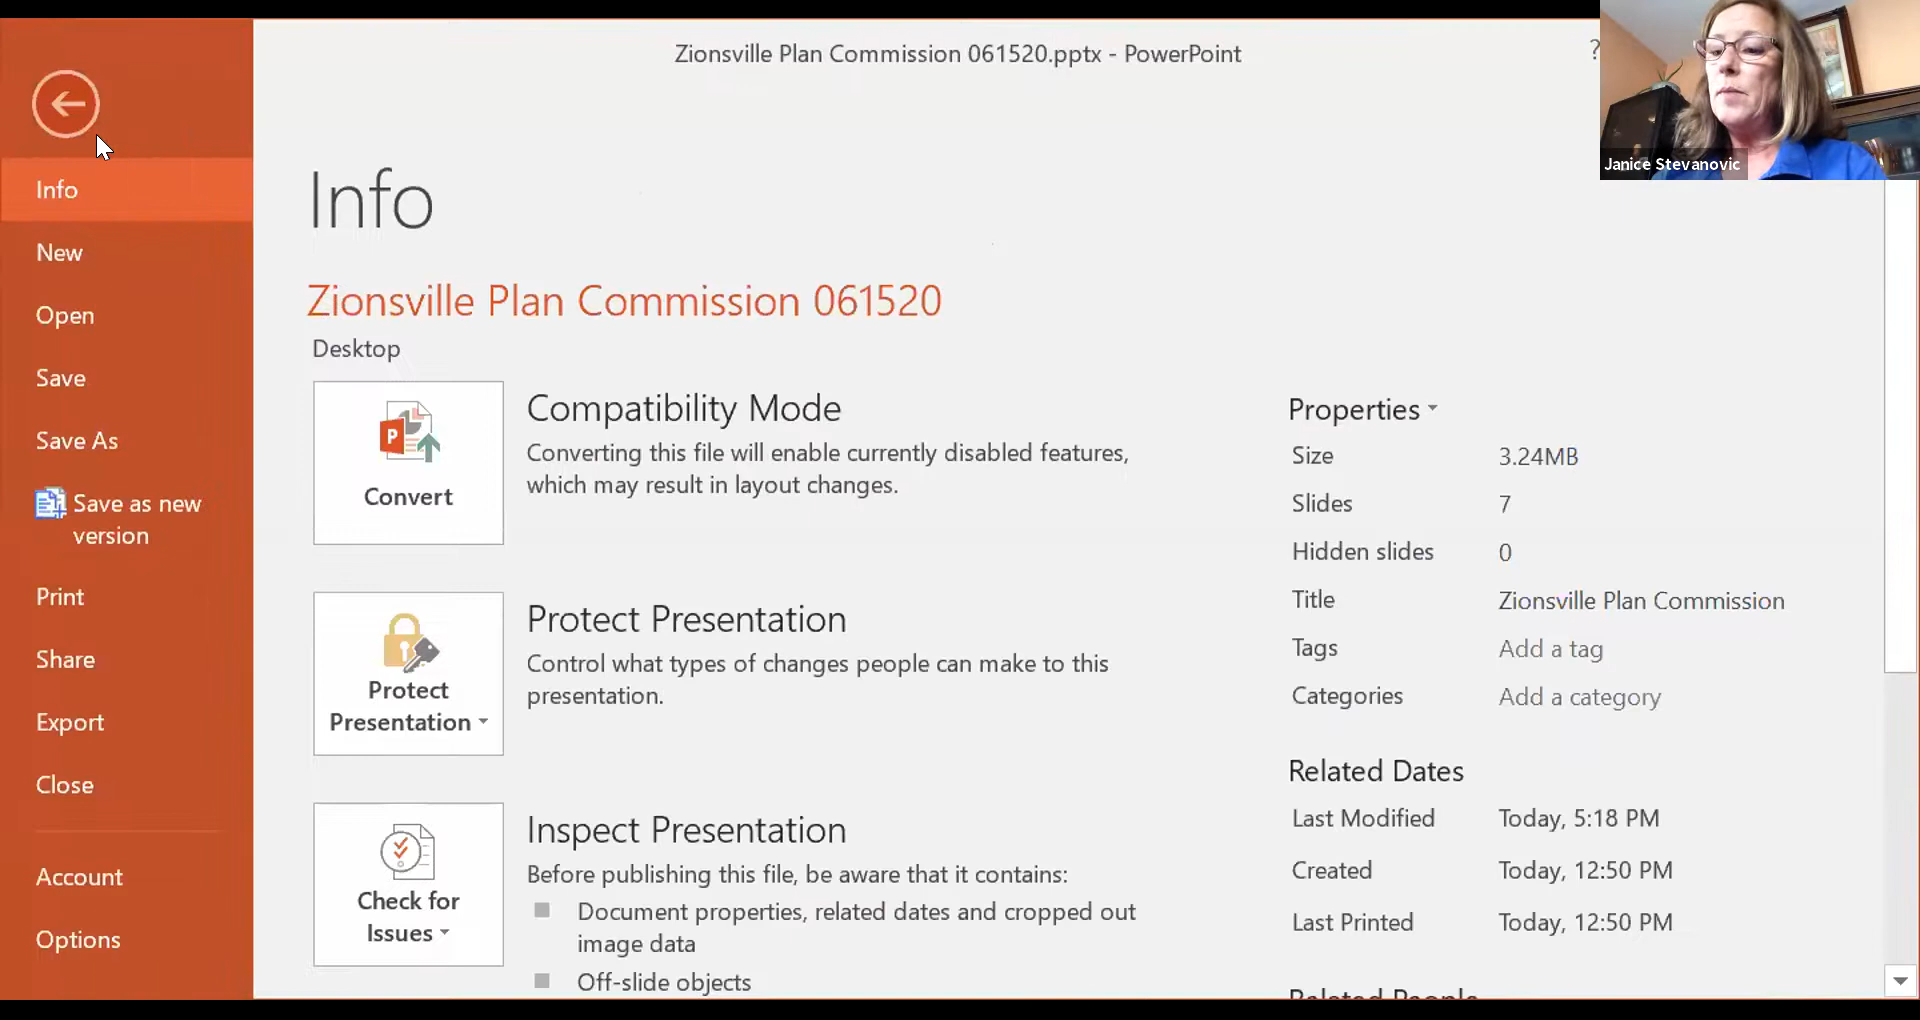 Zionsville Plan Commission 061520.pptx - PowerPoint
?
Janice Stevanovic
Info
New
Open
Save
Save As
Save as new
version
Print
Share
Export
Close
Account
Options
Info
Zionsville Plan Commission 061520
Desktop
Convert
Compatibility Mode
Converting this file will enable currently disabled features,
which may result in layout changes.
Protect
Presentation
Protect Presentation
Control what types of changes people can make to this
presentation.
Check for
Issues
Inspect Presentation
Before publishing this file, be aware that it contains:
Document properties, related dates and cropped out
image data
Off-slide objects
Properties
Size 3.24MB
Slides 7
Hidden slides 0
Title Zionsville Plan Commission
Tags Add a tag
Categories Add a category
Related Dates
Last Modified Today, 5:18 PM
Created Today, 12:50 PM
Last Printed Today, 12:50 PM
Related People